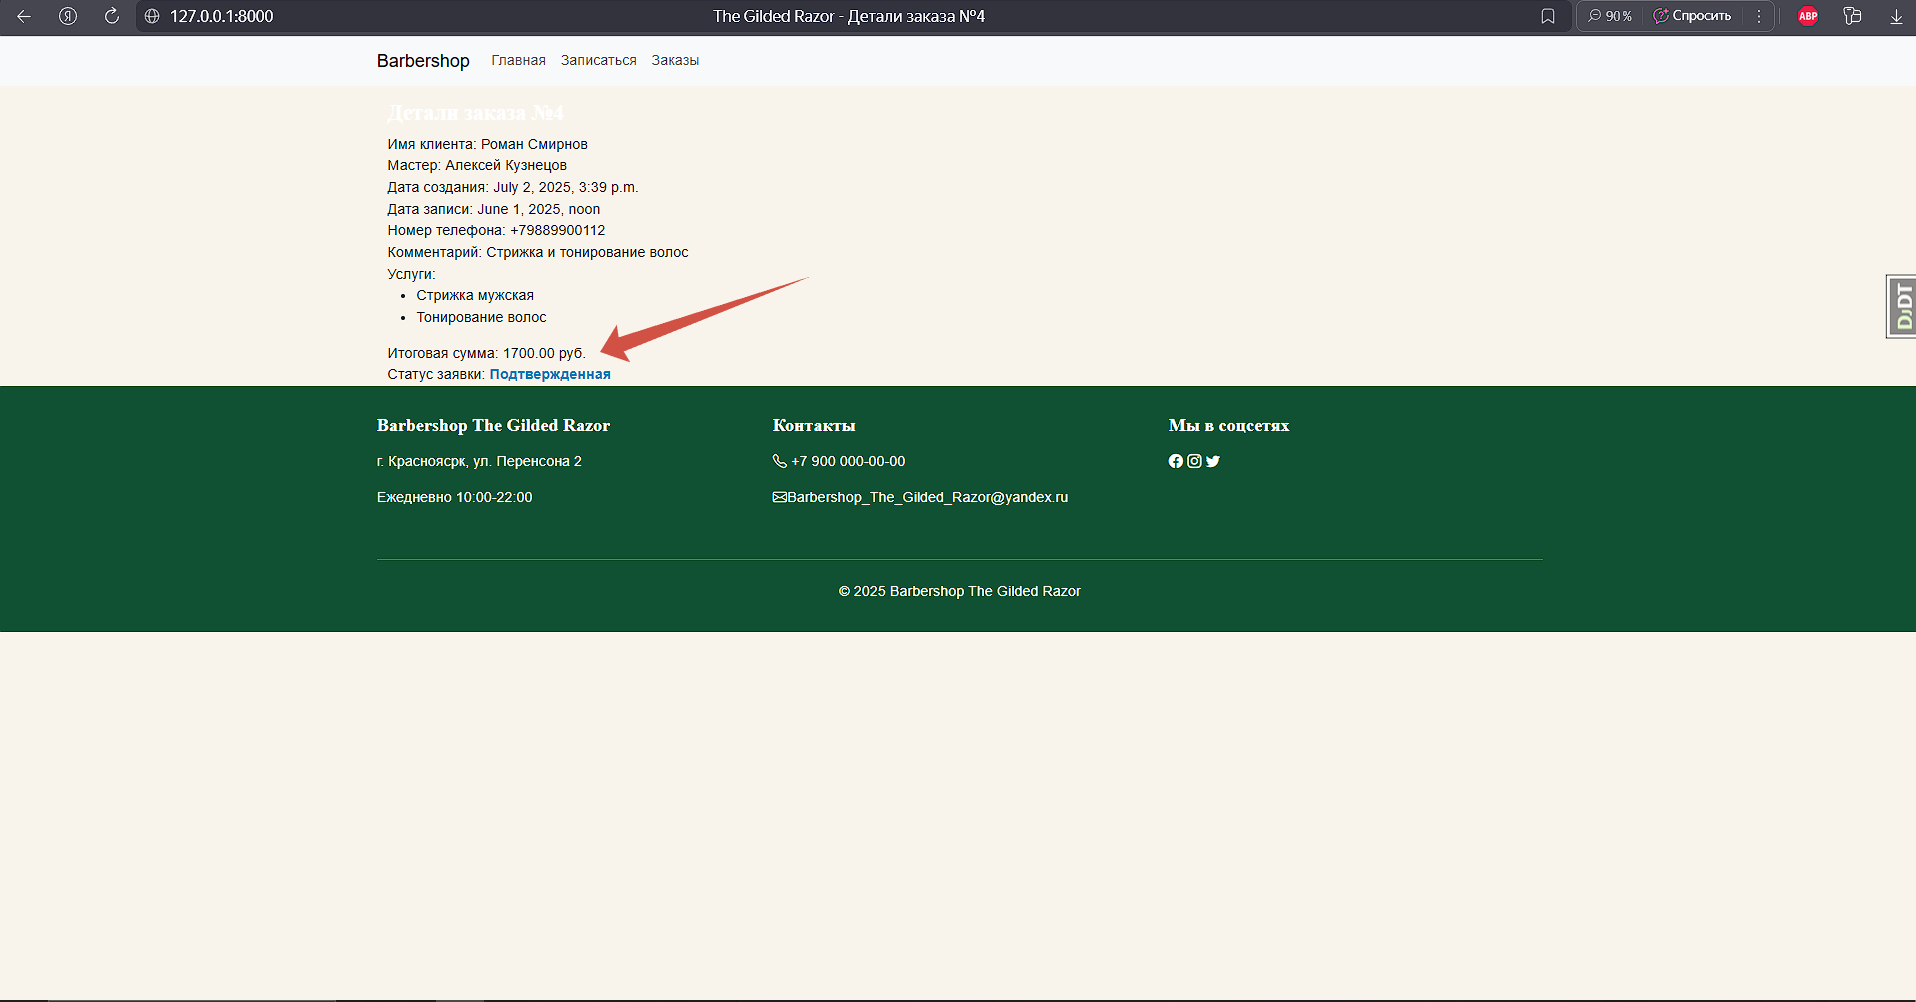 127.0.0.1:8000
The Gilded Razor - Детали заказа №4
90 %
Спросить
ABP
Barbershop
Главная
Записаться
Заказы
Детали заказа №4
Имя клиента: Роман Смирнов
Мастер: Алексей Кузнецов
Дата создания: July 2, 2025, 3:39 p.m.
Дата записи: June 1, 2025, noon
Номер телефона: +79889900112
Комментарий: Стрижка и тонирование волос
Услуги:
• Стрижка мужская
• Тонирование волос
Итоговая сумма: 1700.00 руб.
Статус заявки: Подтвержденная
DJDT
Barbershop The Gilded Razor
г. Красноясрк, ул. Перенсона 2
Ежедневно 10:00-22:00
Контакты
+7 900 000-00-00
Barbershop_The_Gilded_Razor@yandex.ru
Мы в соцсетях
© 2025 Barbershop The Gilded Razor